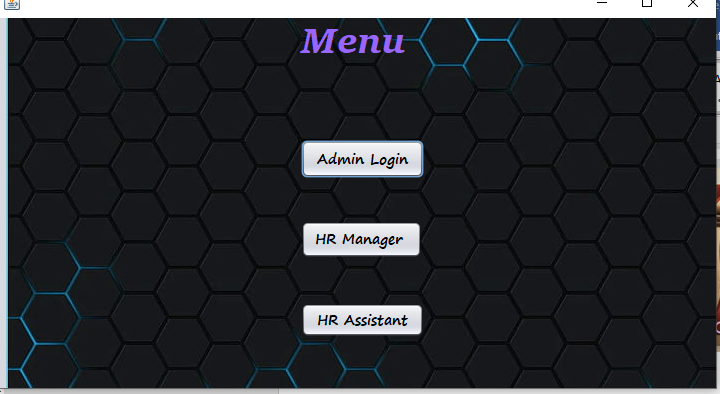 Menu
Admin Login
HR Manager
HR Assistant